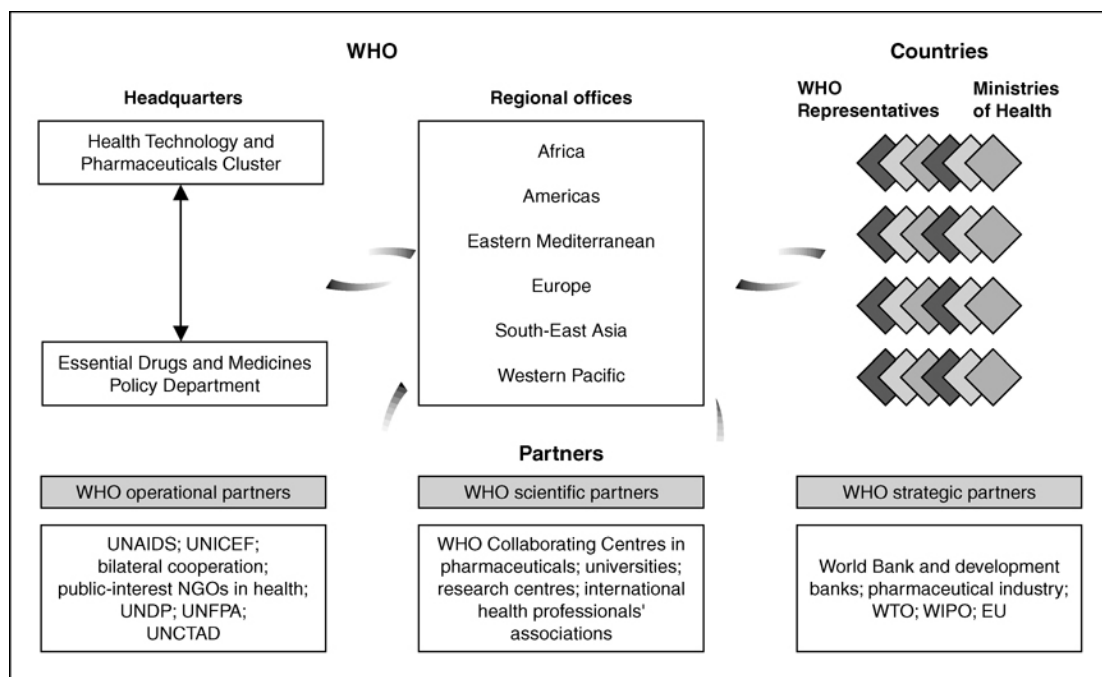 WHO
Countries
Headquarters
Regional offices
WHO
Representatives
Ministries
of Health
Health Technology and
Pharmaceuticals Cluster
Essential Drugs and Medicines
Policy Department
Africa
Americas
Eastern Mediterranean
Europe
South-East Asia
Western Pacific
Partners
WHO operational partners
UNAIDS; UNICEF;
bilateral cooperation;
public-interest NGOs in health;
UNDP; UNFPA;
UNCTAD
WHO scientific partners
WHO Collaborating Centres in
pharmaceuticals; universities;
research centres; international
health professionals'
associations
WHO strategic partners
World Bank and development
banks; pharmaceutical industry;
WTO; WIPO; EU